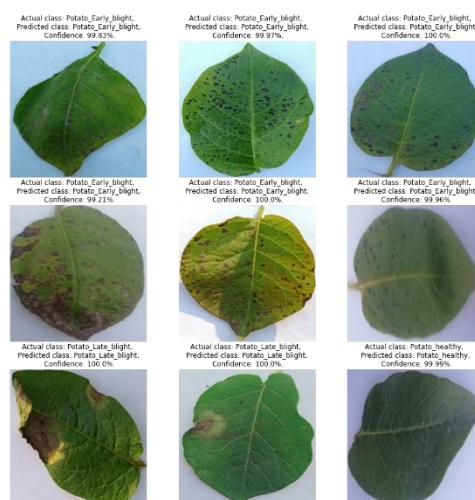 Actual class: Potato_Early_blight,
Predicted class: Potato_Early_blight,
Confidence: 99.83%.
Actual class: Potato_Early_blight,
Predicted class: Potato_Early_blight,
Confidence: 99.97%.
Actual class: Potato_Early_blight,
Predicted class: Potato_Early_blight,
Confidence: 100.0%.
Actual class: Potato_Early_blight,
Predicted class: Potato_Early_blight,
Confidence: 99.21%.
Actual class: Potato_Early_blight,
Predicted class: Potato_Early_blight,
Confidence: 100.0%.
Actual class: Potato_Early_blight,
Predicted class: Potato_Early_blight,
Confidence: 99.96%.
Actual class: Potato_Late_blight,
Predicted class: Potato_Late_blight,
Confidence: 100.0%.
Actual class: Potato_Late_blight,
Predicted class: Potato_Late_blight,
Confidence: 100.0%.
Actual class: Potato_healthy,
Predicted class: Potato_healthy,
Confidence: 99.99%.